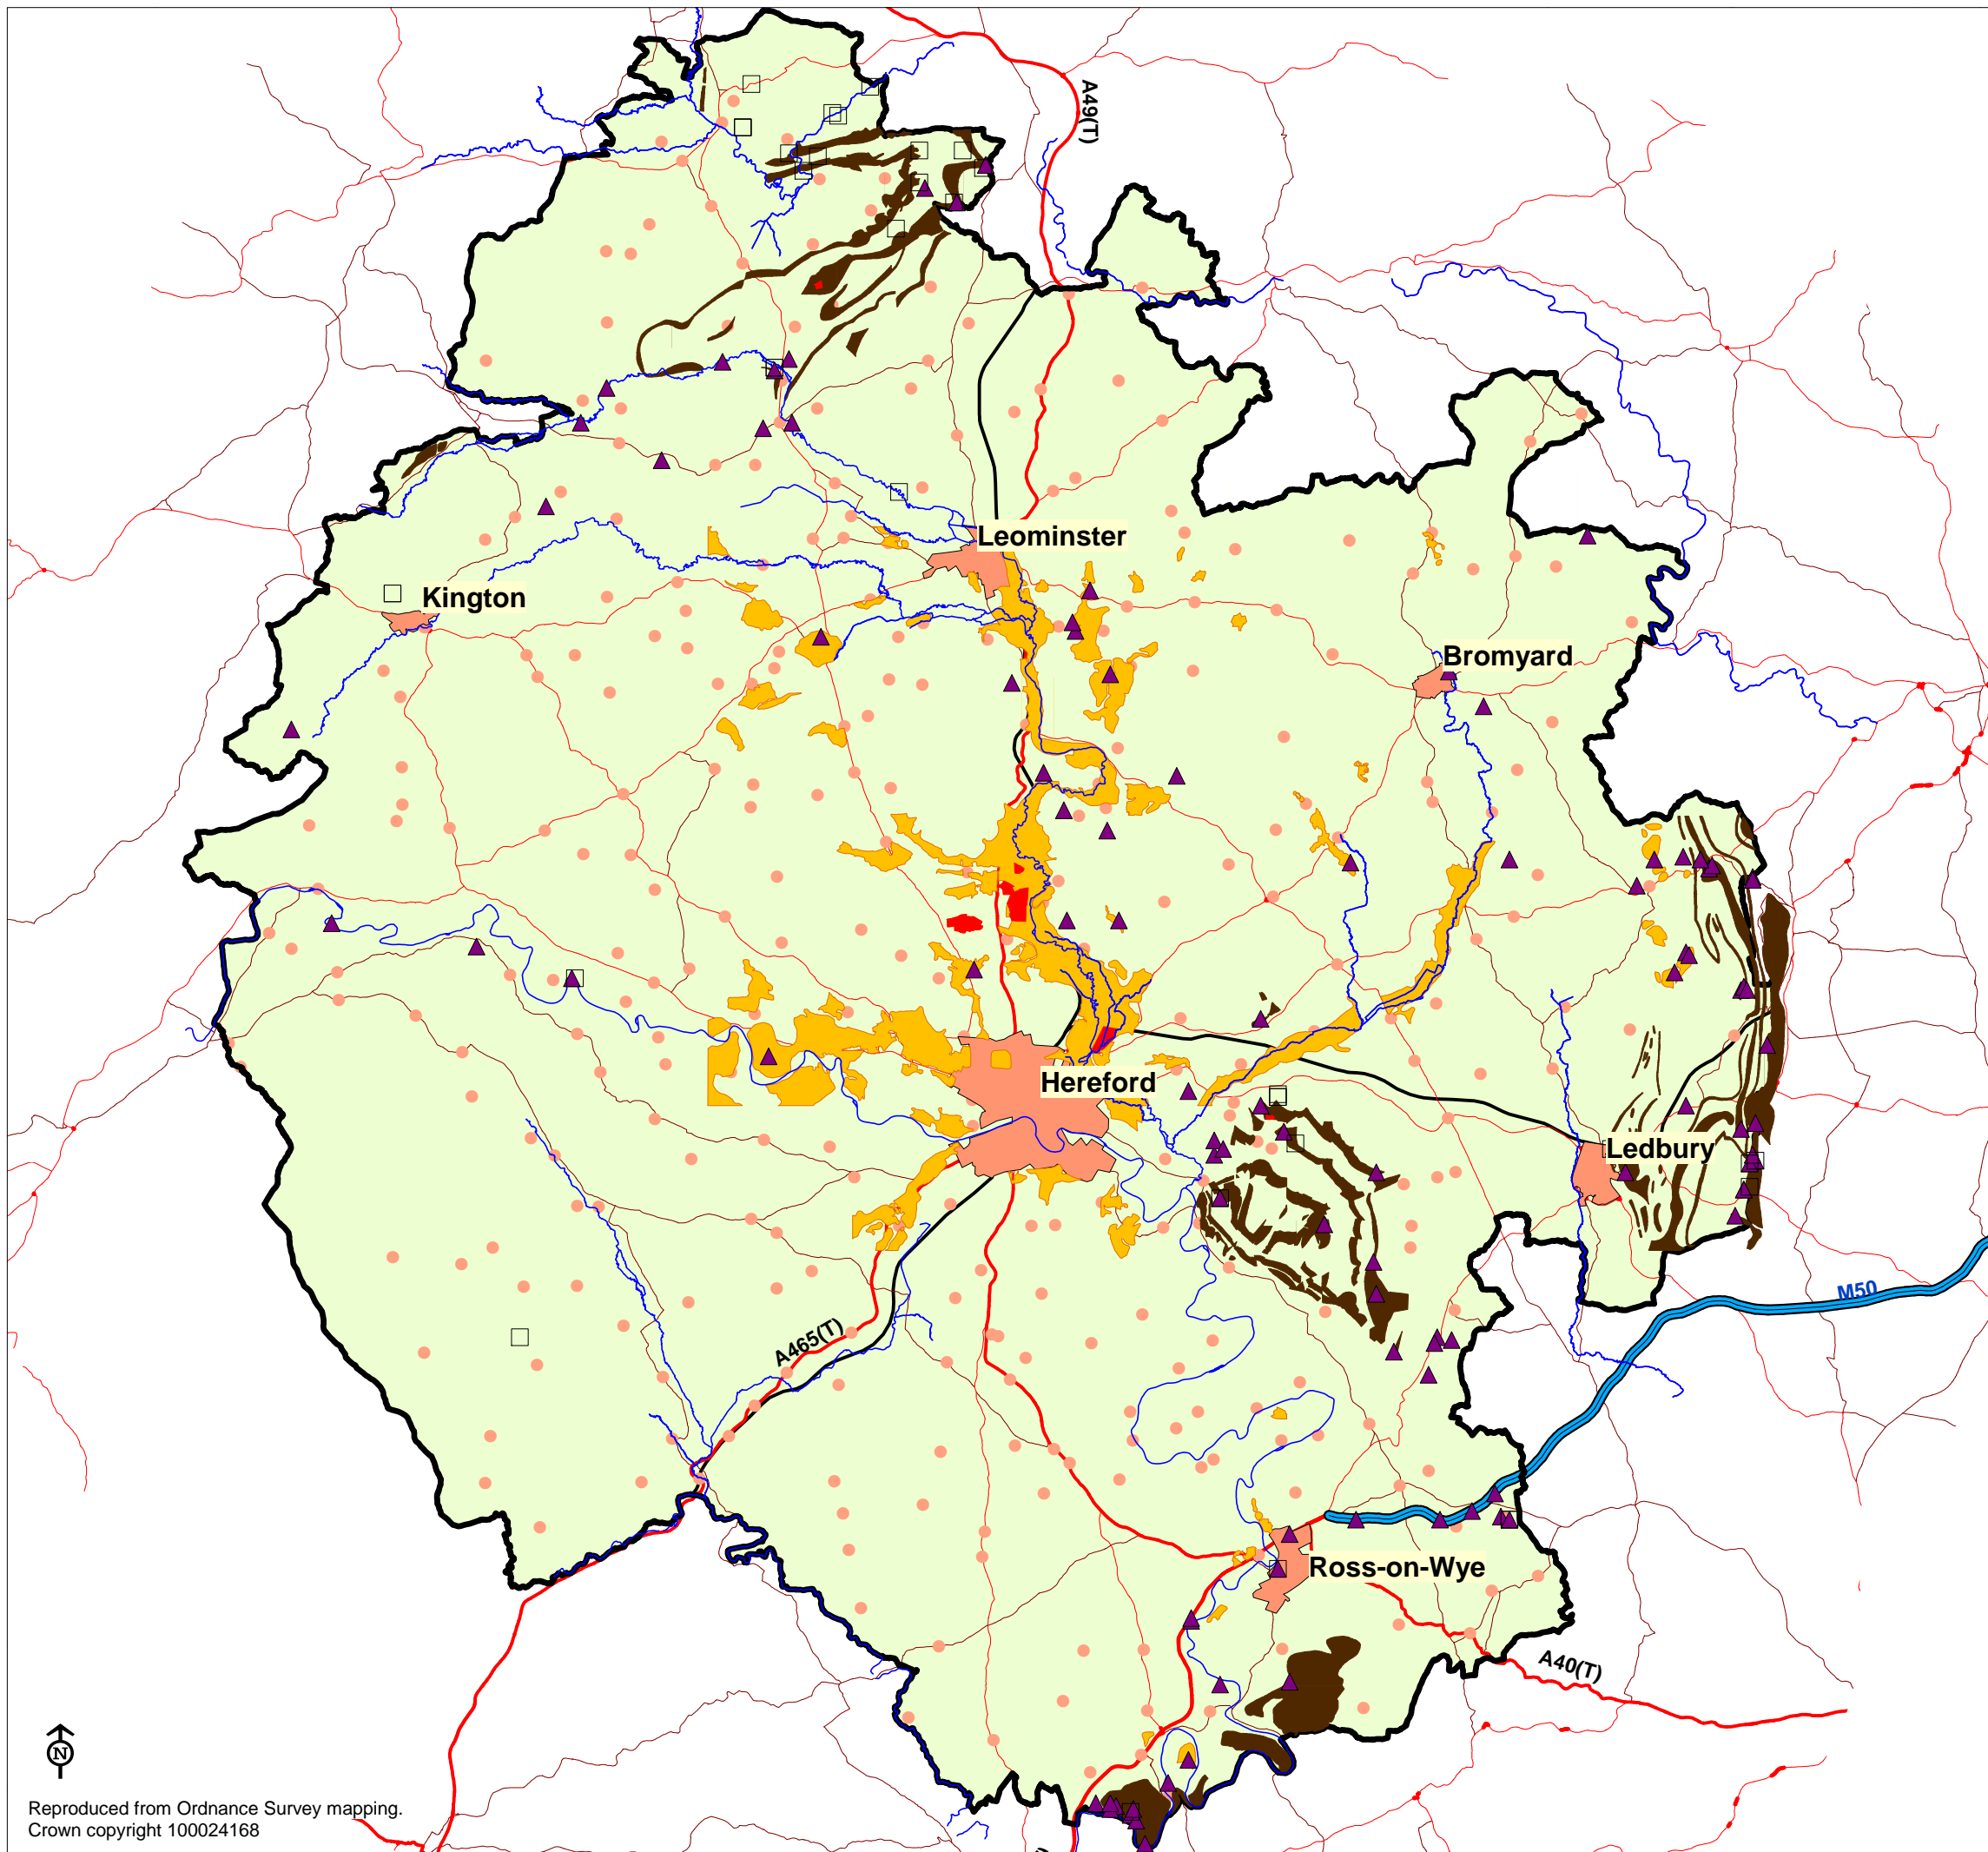 A49(T)
Leominster
Kington
Bromyard
Hereford
Ledbury
M50
A465(T)
Ross-on-Wye
A40(T)
N
Reproduced from Ordnance Survey mapping.
Crown copyright 100024168